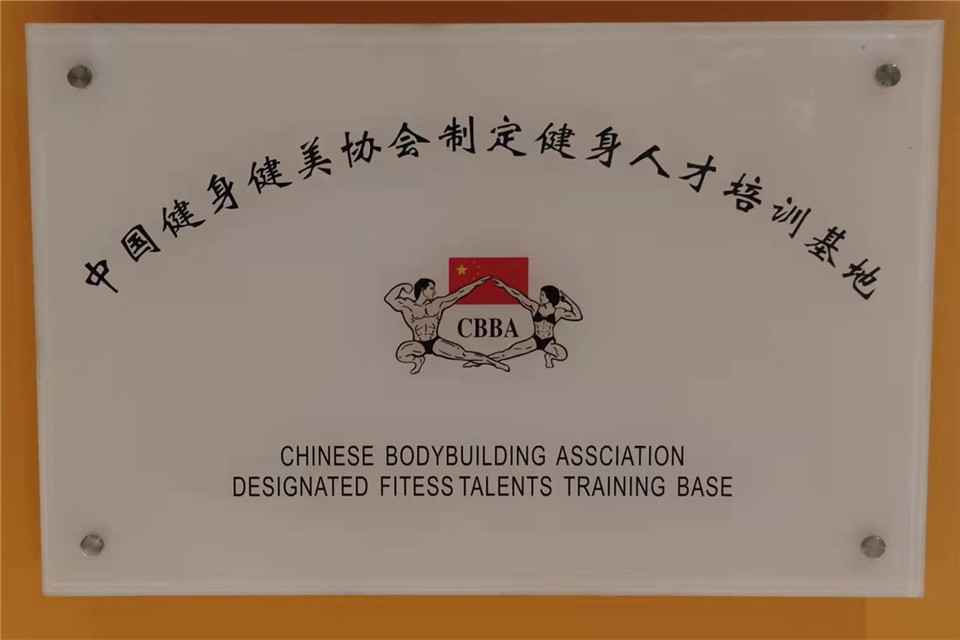 中国健身健美协会制定健身人才培训基地
CBBA
CHINESE BODYBUILDING ASSCIATION
DESIGNATED FITESS TALENTS TRAINING BASE